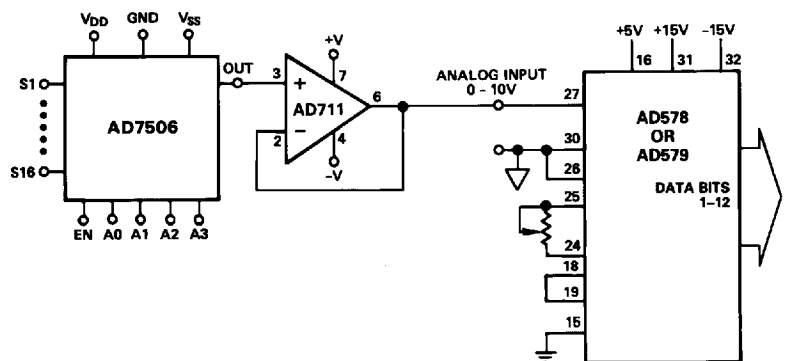 VDD GND VSS
S1
S16
AD7506
OUT
EN A0 A1 A2 A3
+V
3 +
7
AD711
6
2 −
4
−V
ANALOG INPUT
0 – 10V
+5V +15V −15V
16 31 32
27
30
26
25
24
18
19
15
AD578
OR
AD579
DATA BITS
1–12